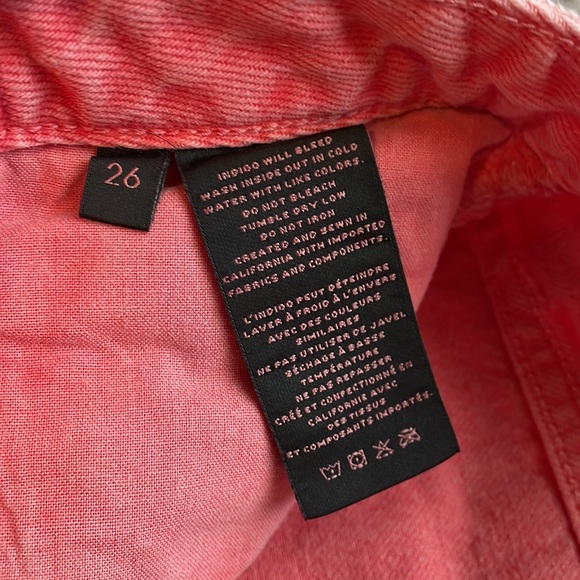 26
INDIGO WILL BLEED
WASH INSIDE OUT IN COLD
WATER WITH LIKE COLORS.
DO NOT BLEACH
TUMBLE DRY LOW
DO NOT IRON
CREATED AND SEWN IN
CALIFORNIA WITH IMPORTED
FABRICS AND COMPONENTS.
L'INDIGO PEUT DÉTEINDRE
LAVER À FROID À L'ENVERS
AVEC DES COULEURS
SIMILAIRES
NE PAS UTILISER DE JAVEL
SÉCHAGE À BASSE
TEMPÉRATURE
NE PAS REPASSER
CRÉÉ ET CONFECTIONNÉ EN
CALIFORNIE AVEC
DES TISSUS
ET COMPOSANTS IMPORTÉS.